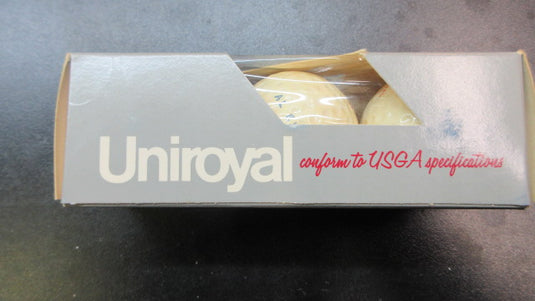 Uniroyal conform to USGA specifications